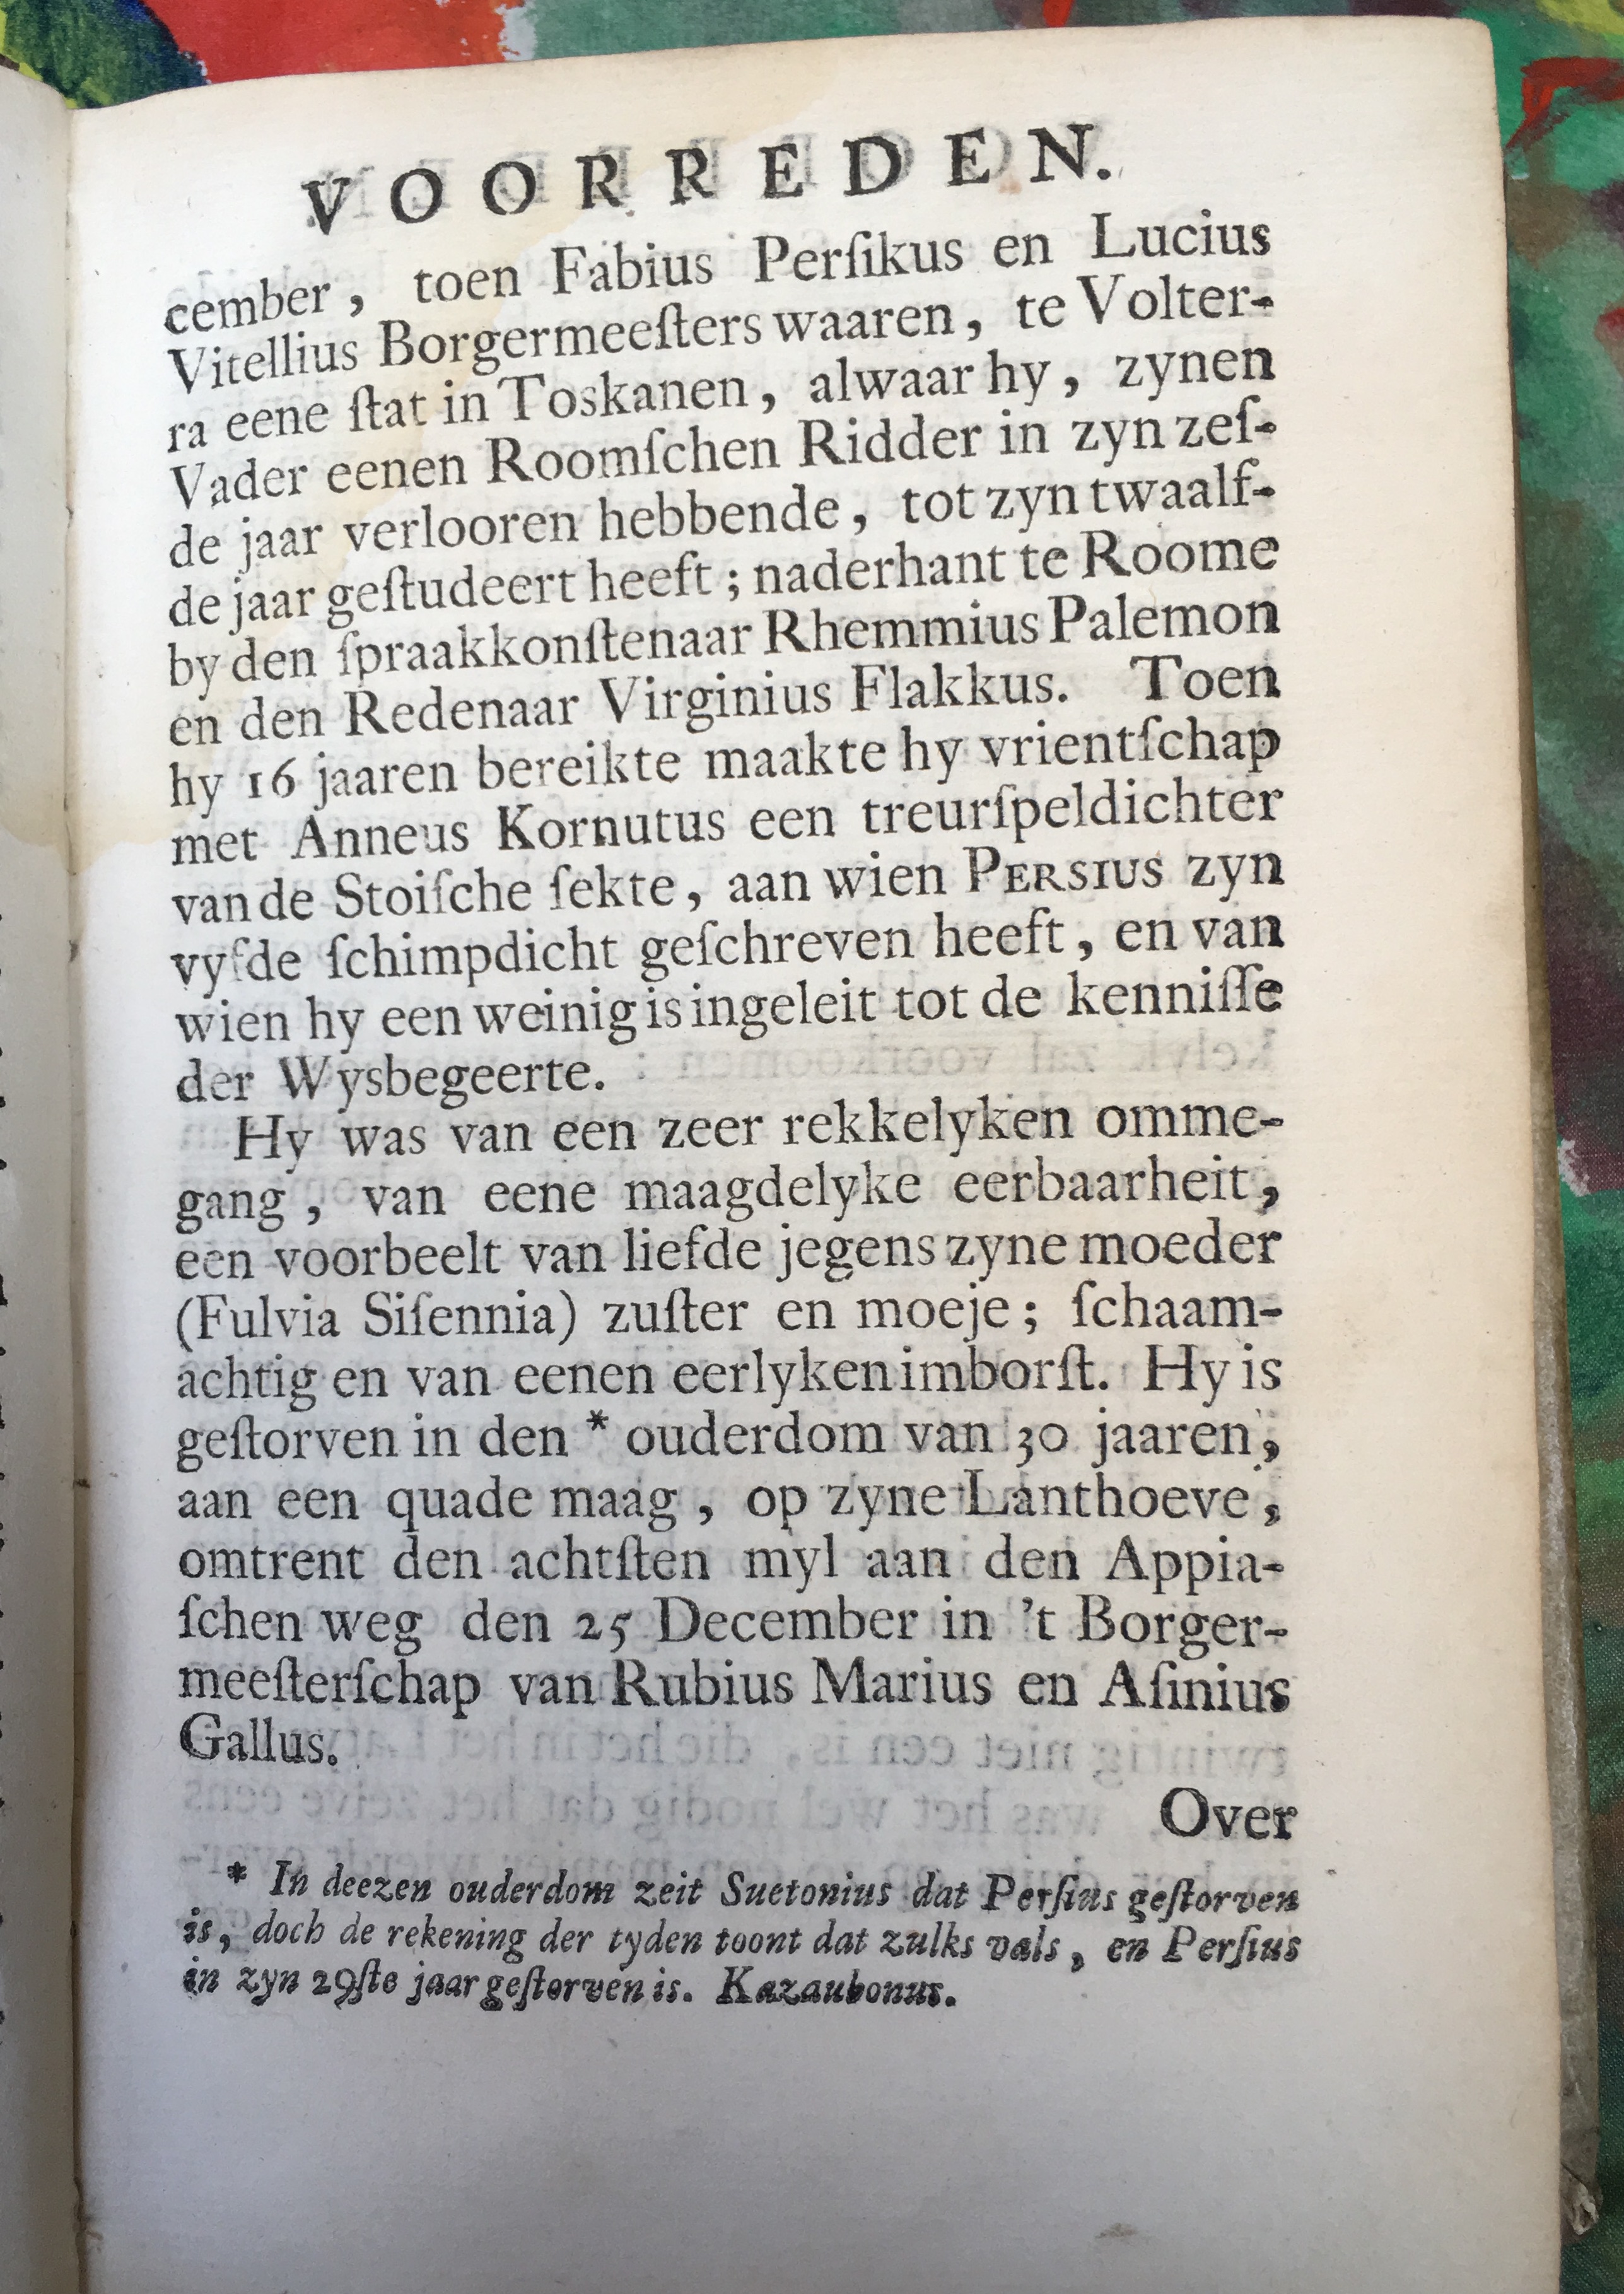 VOORREDEN.
cember, toen Fabius Perſikus en Lucius
Vitellius Borgermeeſters waaren, te Volter-
ra eene ſtat in Toskanen, alwaar hy, zynen
Vader eenen Roomſchen Ridder in zyn zeſ-
de jaar verlooren hebbende, tot zyn twaalf-
de jaar geſtudeert heeft; naderhant te Roome
by den ſpraakkonſtenaar Rhemmius Palemon
en den Redenaar Virginius Flakkus. Toen
hy 16 jaaren bereikte maakte hy vrientſchap
met Anneus Kornutus een treurſpeldichter
van de Stoiſche ſekte, aan wien PERSIUS zyn
vyfde ſchimpdicht geſchreven heeft, en van
wien hy een weinig is ingeleit tot de kenniſſe
der Wysbegeerte.
Hy was van een zeer rekkelyken omme-
gang, van eene maagdelyke eerbaarheit,
een voorbeelt van liefde jegens zyne moeder
(Fulvia Siſennia) zuſter en moeje; ſchaam-
achtig en van eenen eerlyken imborſt. Hy is
geſtorven in den * ouderdom van 30 jaaren,
aan een quade maag, op zyne Lanthoeve,
omtrent den achtſten myl aan den Appia-
ſchen weg den 25 December in 't Borger-
meeſterſchap van Rubius Marius en Aſinius
Gallus.
Over
* In deezen ouderdom zeit Suetonius dat Perſius geſtorven
is, doch de rekening der tyden toont dat zulks vals, en Perſius
in zyn 29ſte jaar geſtorven is. Kazaubonus.